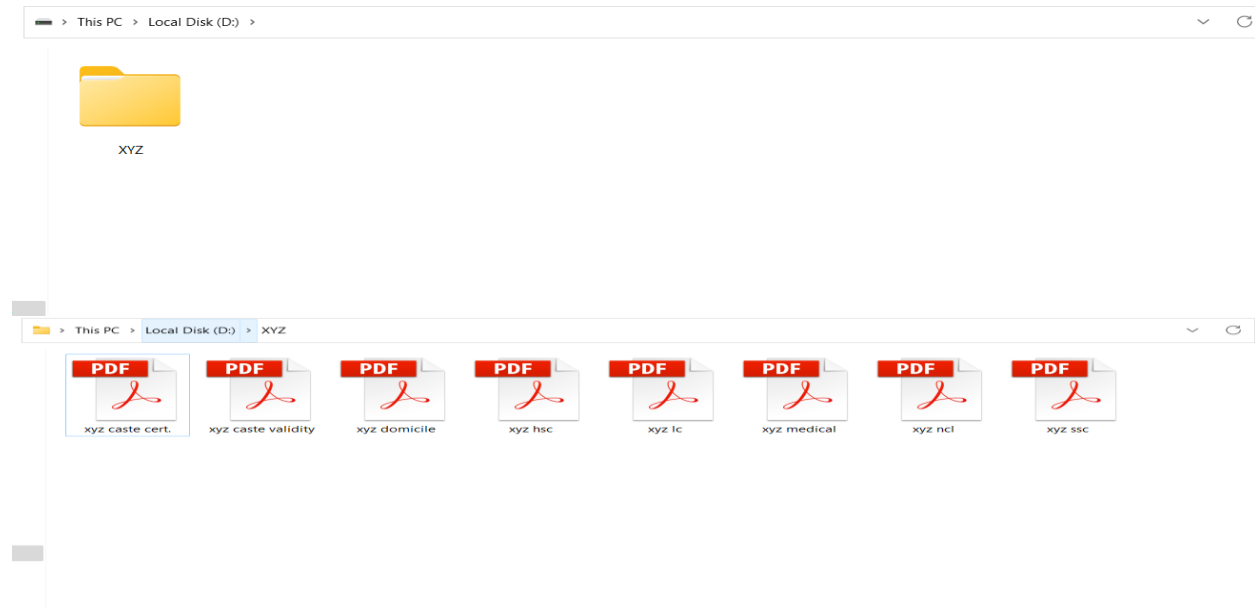 > This PC > Local Disk (D:) >
XYZ
> This PC > Local Disk (D:) > XYZ
PDF PDF PDF PDF PDF PDF PDF PDF
xyz caste cert. xyz caste validity xyz domicile xyz hsc xyz lc xyz medical xyz ncl xyz ssc